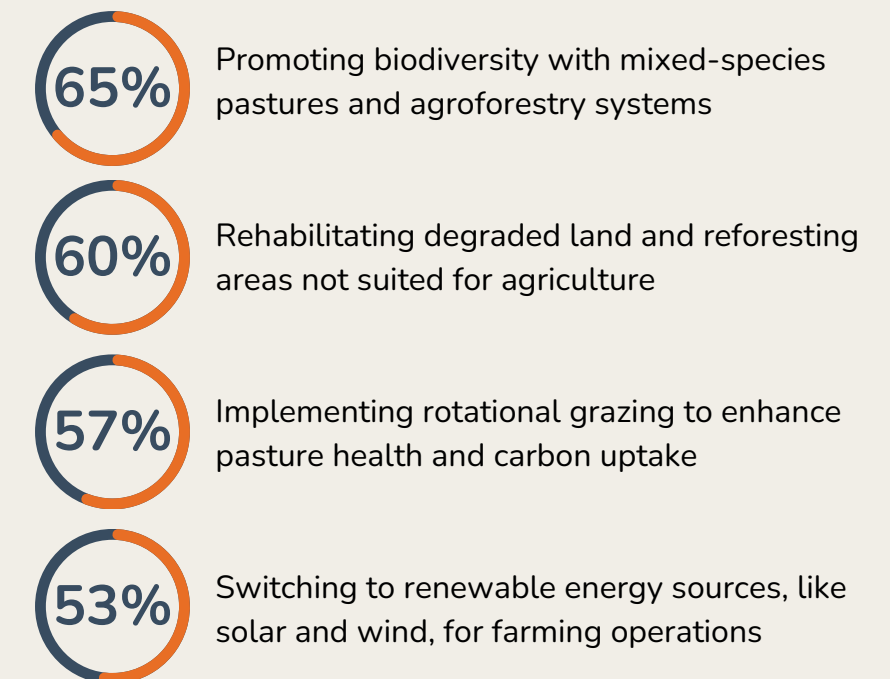 65%
Promoting biodiversity with mixed-species
pastures and agroforestry systems
60%
Rehabilitating degraded land and reforesting
areas not suited for agriculture
57%
Implementing rotational grazing to enhance
pasture health and carbon uptake
53%
Switching to renewable energy sources, like
solar and wind, for farming operations